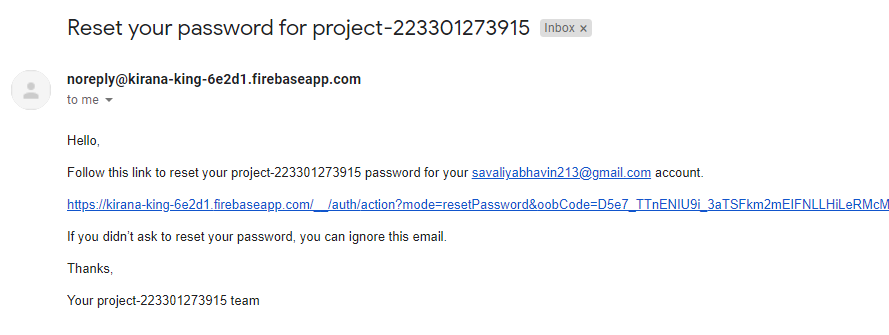 Reset your password for project-223301273915 Inbox x
noreply@kirana-king-6e2d1.firebaseapp.com
to me
Hello,
Follow this link to reset your project-223301273915 password for your savaliyabhavin213@gmail.com account.
https://kirana-king-6e2d1.firebaseapp.com/__/auth/action?mode=resetPassword&oobCode=D5e7_TTnENIU9i_3aTSFkm2mEIFNLLHiLeRMcM
If you didn’t ask to reset your password, you can ignore this email.
Thanks,
Your project-223301273915 team